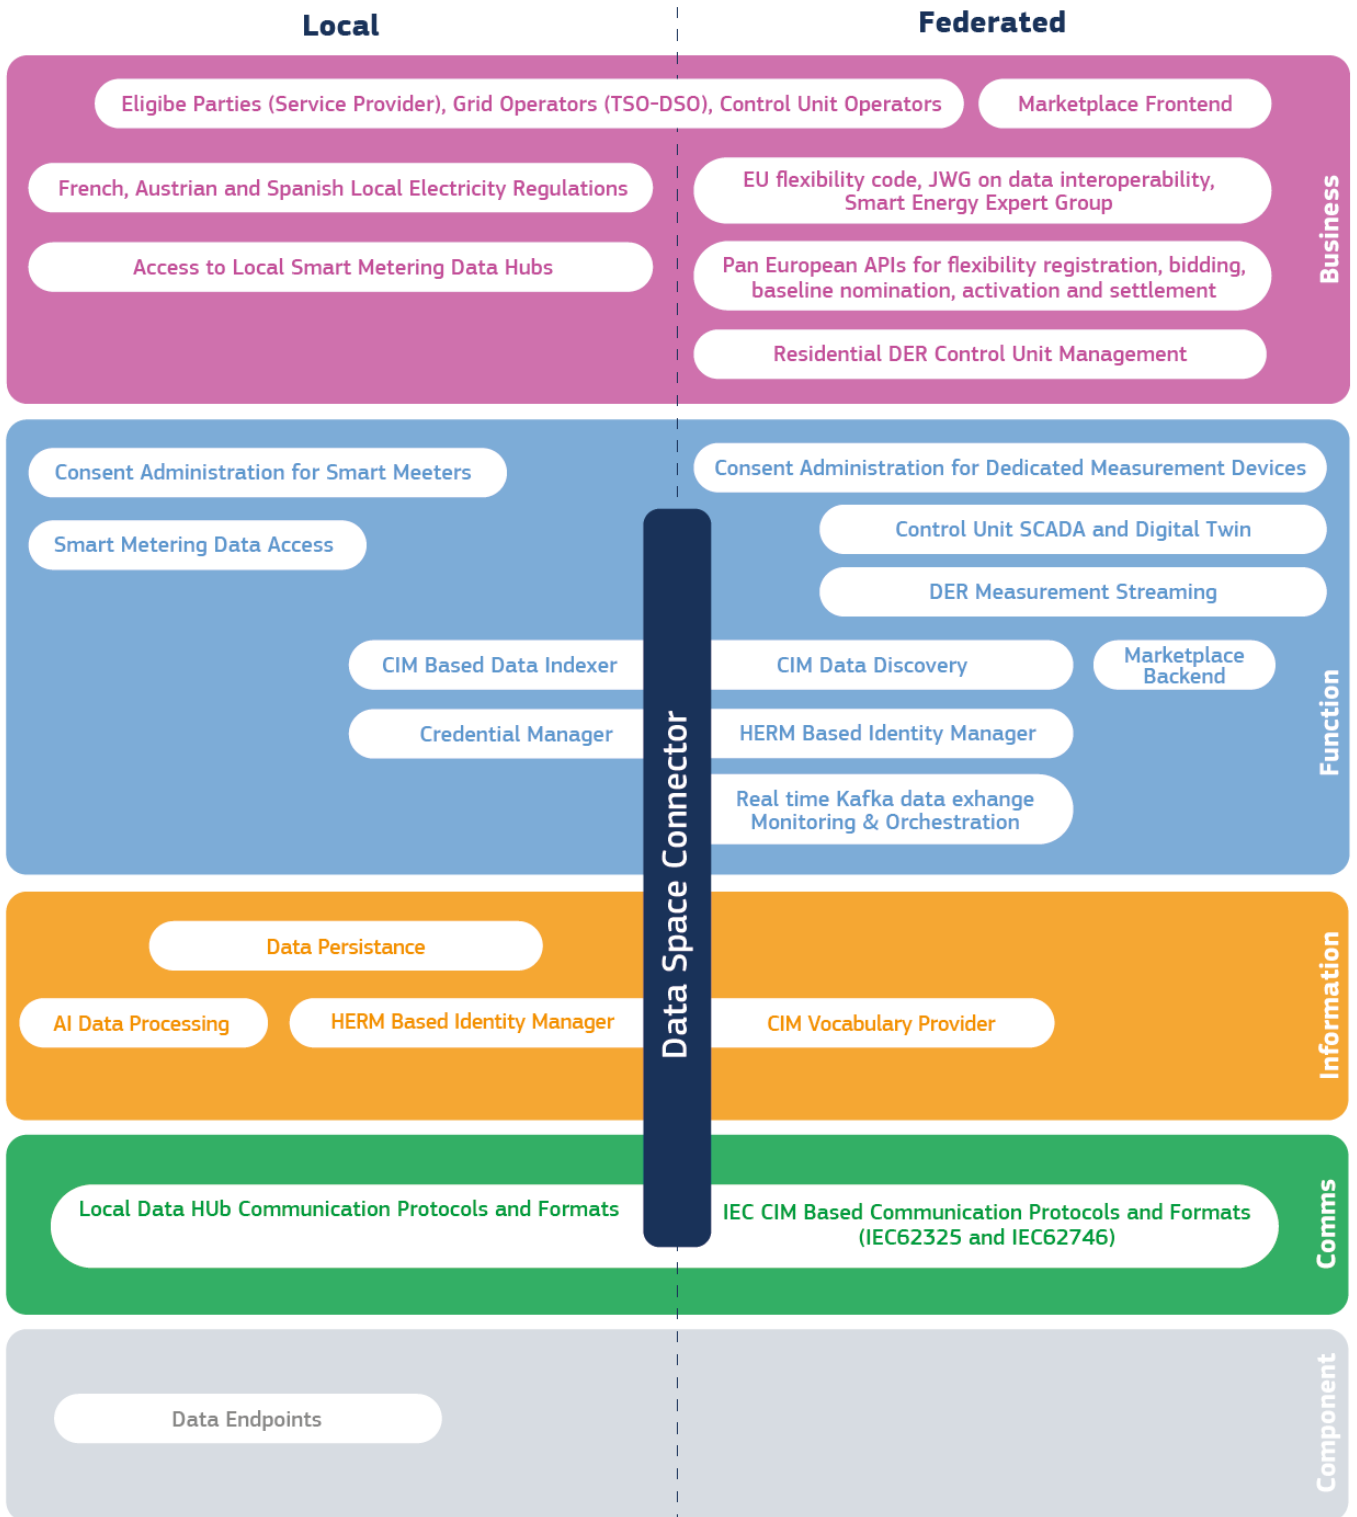 Local
Federated
Eligibe Parties (Service Provider), Grid Operators (TSO-DSO), Control Unit Operators
Marketplace Frontend
French, Austrian and Spanish Local Electricity Regulations
EU flexibility code, JWG on data interoperability,
Smart Energy Expert Group
Access to Local Smart Metering Data Hubs
Pan European APIs for flexibility registration, bidding,
baseline nomination, activation and settlement
Residential DER Control Unit Management
Business
Consent Administration for Smart Meeters
Consent Administration for Dedicated Measurement Devices
Smart Metering Data Access
Control Unit SCADA and Digital Twin
DER Measurement Streaming
CIM Based Data Indexer
CIM Data Discovery
Marketplace
Backend
Credential Manager
HERM Based Identity Manager
Real time Kafka data exhange
Monitoring & Orchestration
Function
Data Space Connector
Data Persistance
AI Data Processing
HERM Based Identity Manager
CIM Vocabulary Provider
Information
Local Data HUb Communication Protocols and Formats
IEC CIM Based Communication Protocols and Formats
(IEC62325 and IEC62746)
Comms
Data Endpoints
Component